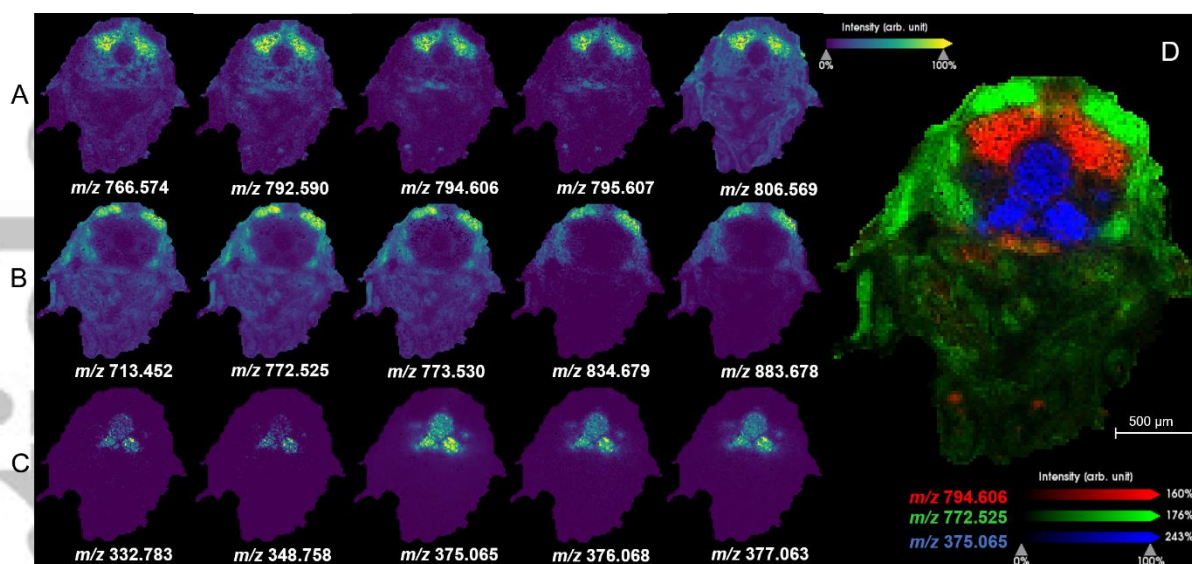 Intensity (arb. unit)
0% 100%
D
A
m/z 766.574 m/z 792.590 m/z 794.606 m/z 795.607 m/z 806.569
B
m/z 713.452 m/z 772.525 m/z 773.530 m/z 834.679 m/z 883.678
500 µm
C
m/z 332.783 m/z 348.758 m/z 375.065 m/z 376.068 m/z 377.063
Intensity (arb. unit)
m/z 794.606 160%
m/z 772.525 176%
m/z 375.065 243%
0% 100%